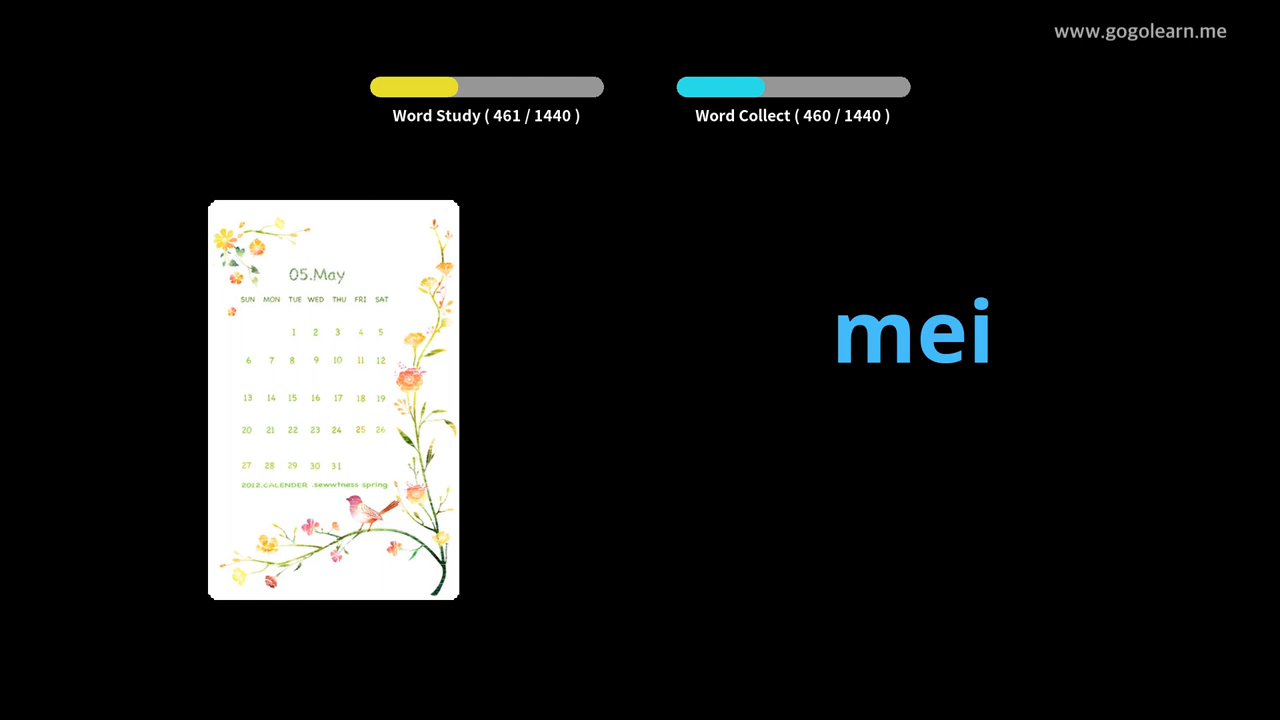 www.gogolearn.me
Word Study ( 461 / 1440 )
Word Collect ( 460 / 1440 )
05.May
SUN MON TUE WED THU FRI SAT
1 2 3 4 5
6 7 8 9 10 11 12
13 14 15 16 17 18 19
20 21 22 23 24 25 26
27 28 29 30 31
2012.CALENDER .sewwtness spring
mei